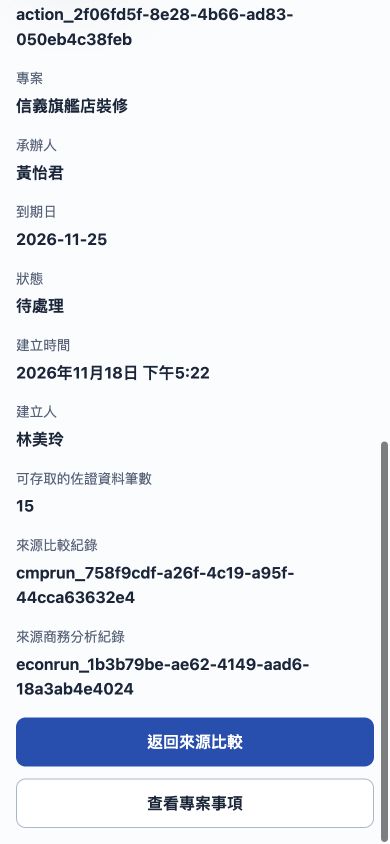 action_2f06fd5f-8e28-4b66-ad83-
050eb4c38feb
專案
信義旗艦店裝修
承辦人
黃怡君
到期日
2026-11-25
狀態
待處理
建立時間
2026年11月18日 下午5:22
建立人
林美玲
可存取的佐證資料筆數
15
來源比較紀錄
cmprun_758f9cdf-a26f-4c19-a95f-
44cca63632e4
來源商務分析紀錄
econrun_1b3b79be-ae62-4149-aad6-
18a3ab4e4024
返回來源比較
查看專案事項